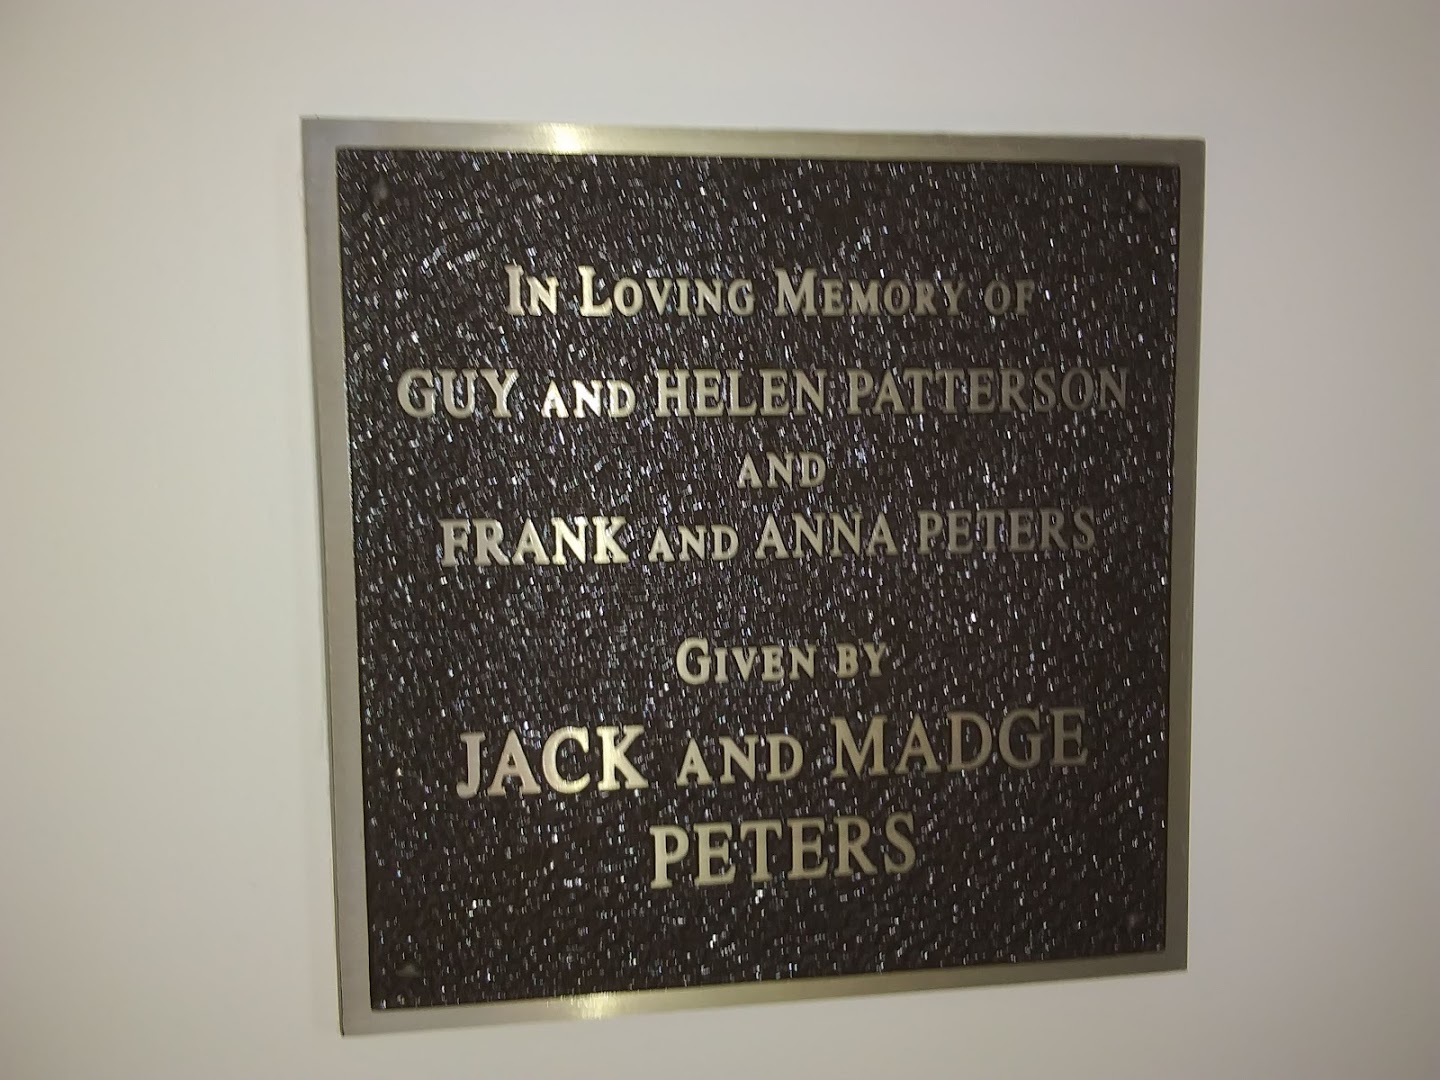 In Loving Memory of
GUY AND HELEN PATTERSON
AND
FRANK AND ANNA PETERS
Given by
JACK AND MADGE
PETERS